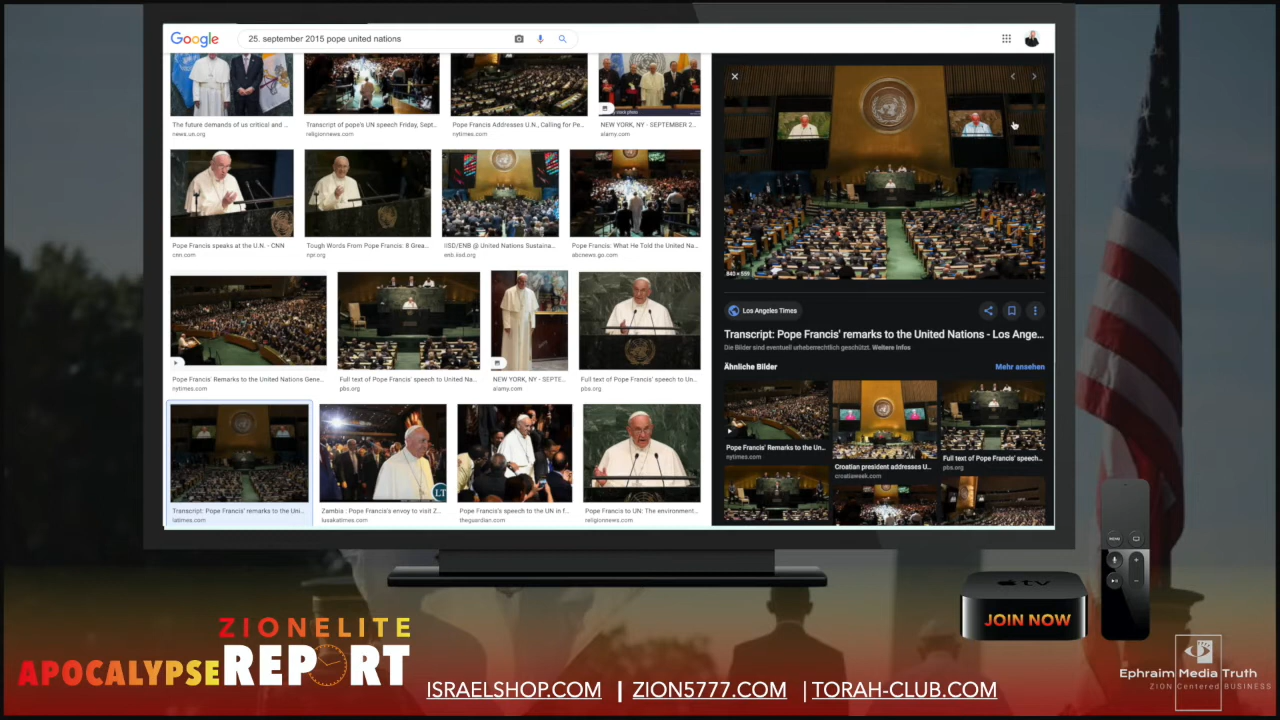 Google
25. september 2015 pope united nations
The future demands of us critical and ...
news.un.org
Transcript of pope's UN speech Friday, Sept...
religionnews.com
Pope Francis Addresses U.N., Calling for Pe...
nytimes.com
NEW YORK, NY - SEPTEMBER 2...
alamy.com
Pope Francis speaks at the U.N. - CNN
cnn.com
Tough Words From Pope Francis: 8 Grea...
npr.org
IISD/ENB @ United Nations Sustaina...
enb.iisd.org
Pope Francis: What He Told the United Na...
abcnews.go.com
Pope Francis' Remarks to the United Nations Gene...
nytimes.com
Full text of Pope Francis' speech to United Na...
pbs.org
NEW YORK, NY - SEPTE...
alamy.com
Full text of Pope Francis' speech to Un...
pbs.org
Transcript: Pope Francis' remarks to the Uni...
latimes.com
LT
Zambia : Pope Francis's envoy to visit Z...
lusakatimes.com
Pope Francis's speech to the UN in f...
theguardian.com
Pope Francis to UN: The environment...
religionnews.com
840 × 559
Los Angeles Times
Transcript: Pope Francis' remarks to the United Nations - Los Ange...
Die Bilder sind eventuell urheberrechtlich geschützt. Weitere Infos
Ähnliche Bilder
Mehr ansehen
Pope Francis' Remarks to the Un...
nytimes.com
Croatian president addresses U...
croatiaweek.com
Full text of Pope Francis' speech...
pbs.org
tv
JOIN NOW
MENU
ZIONELITE
APOCALYPSE REPORT
ISRAELSHOP.COM | ZION5777.COM | TORAH-CLUB.COM
Ephraim Media Truth
ZION Centered BUSINESS